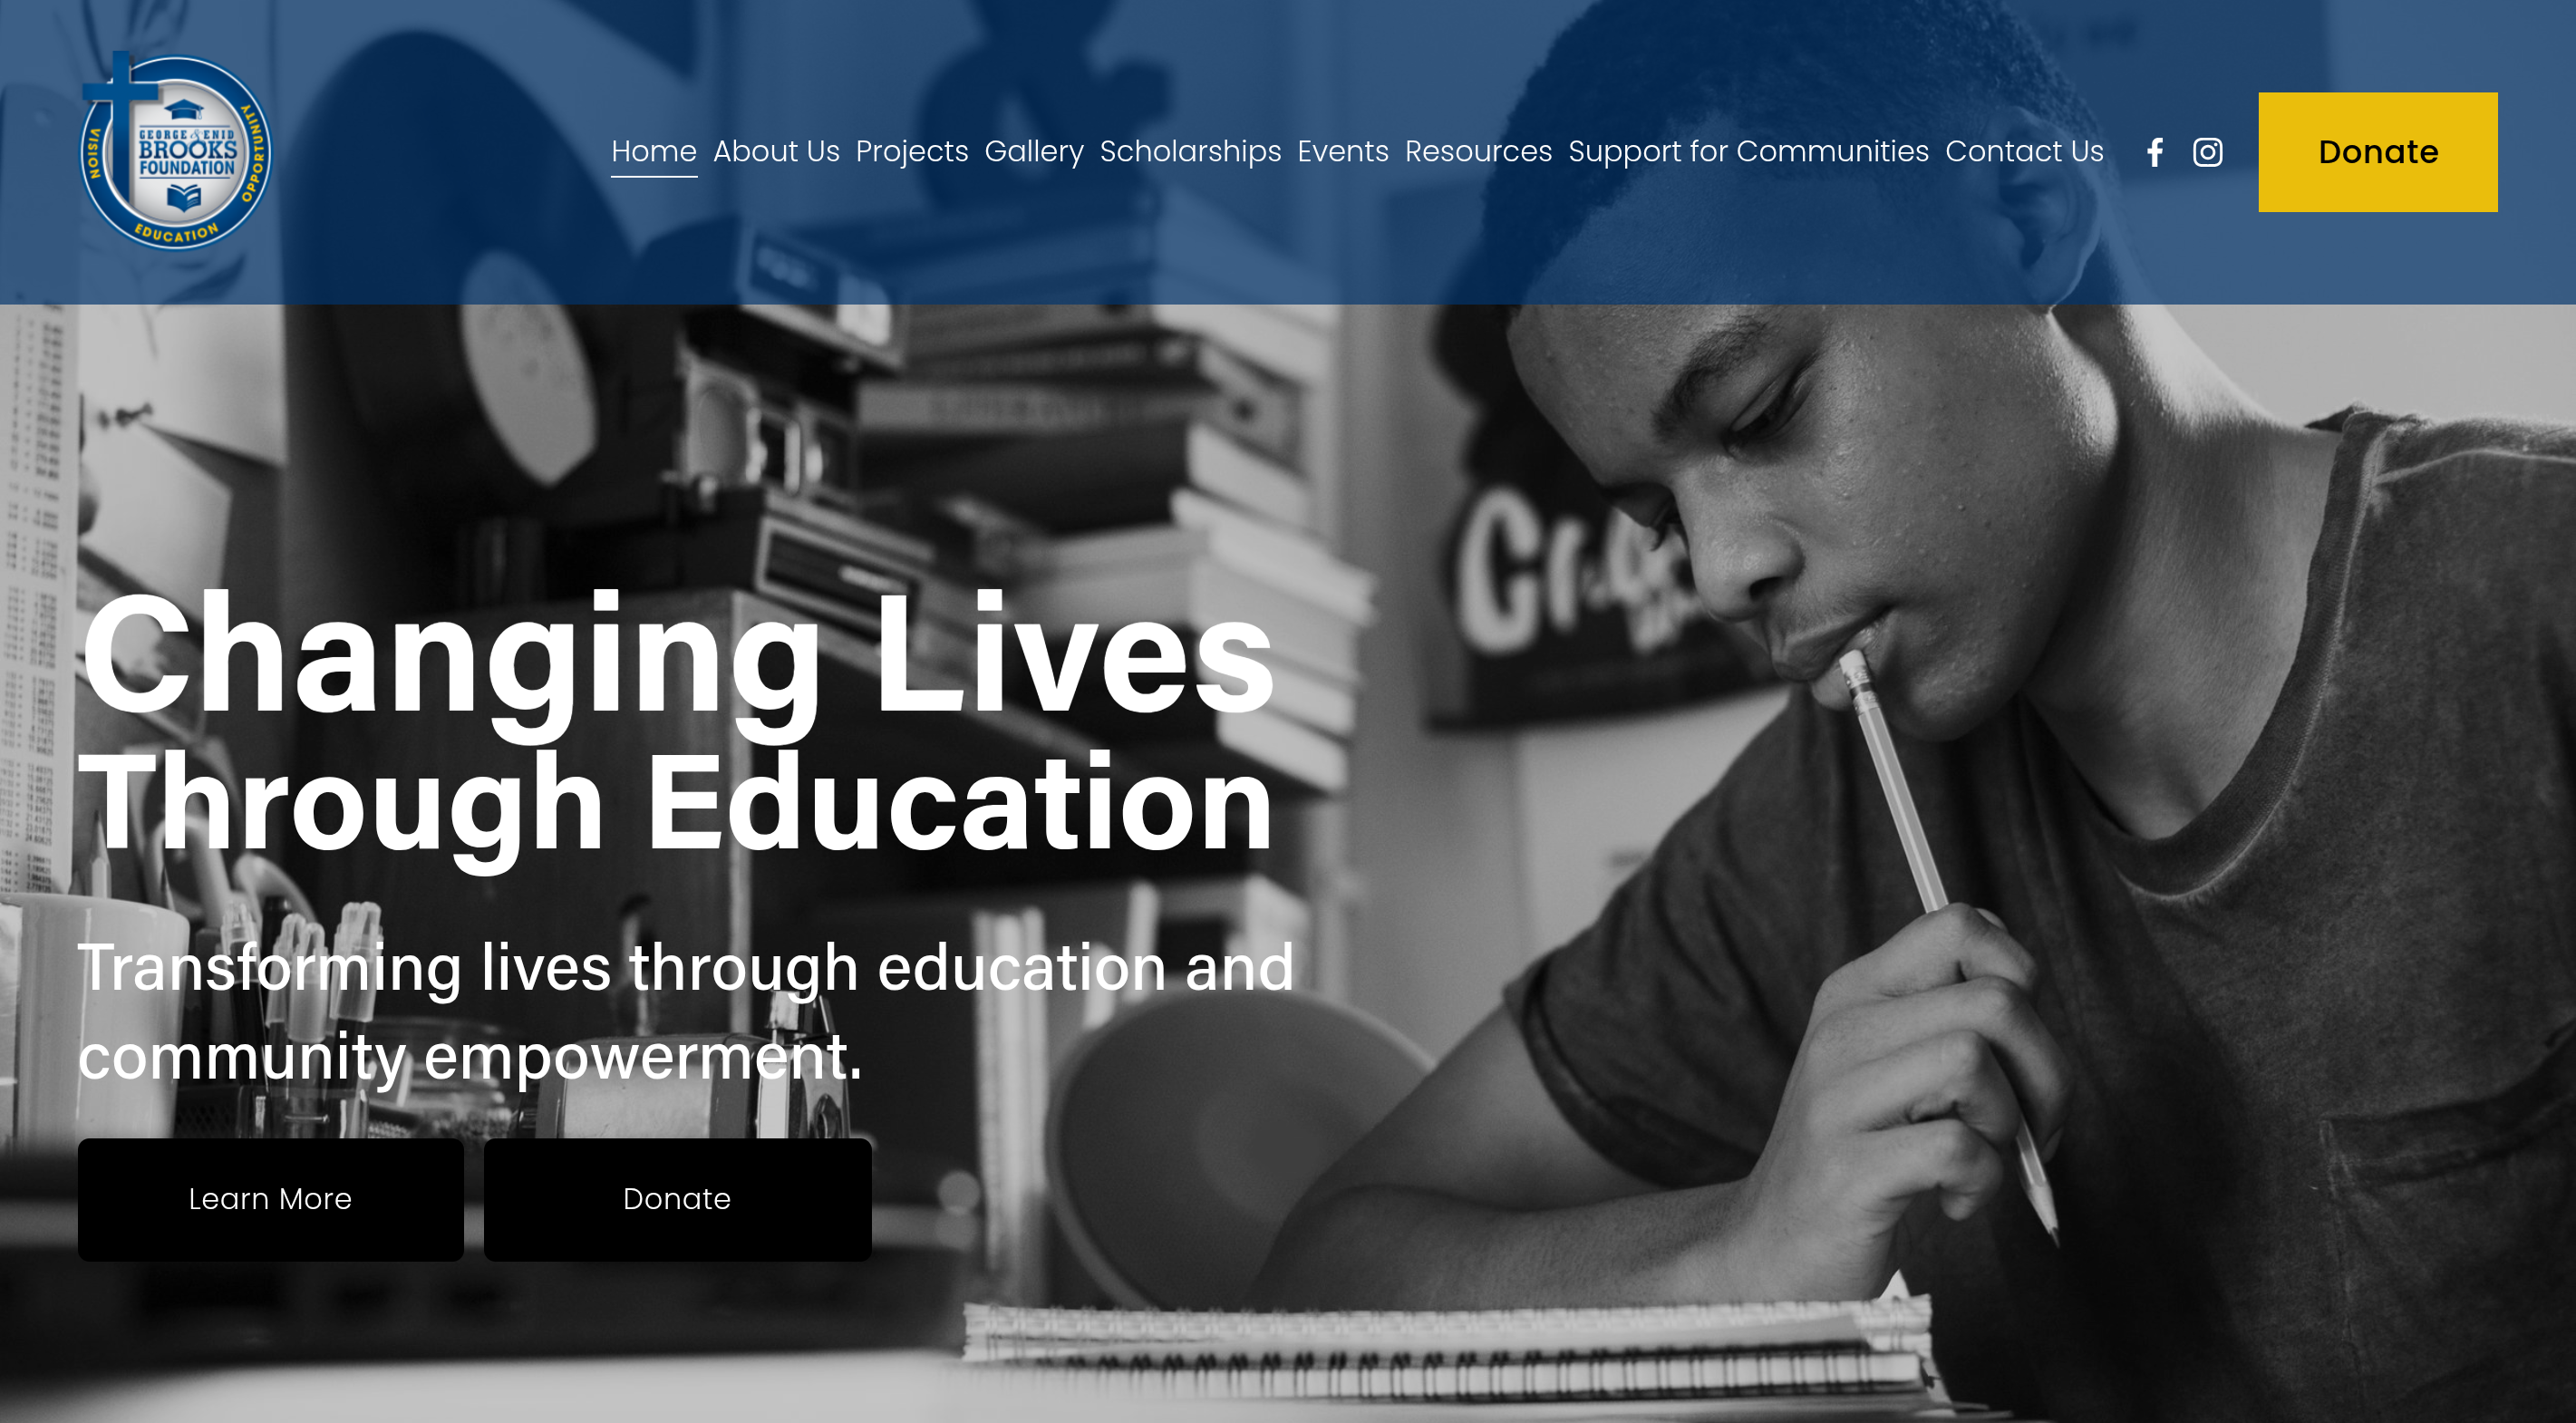 GEORGE & ENID
BROOKS
FOUNDATION
VISION
EDUCATION
OPPORTUNITY
Home About Us Projects Gallery Scholarships Events Resources Support for Communities Contact Us
Donate
Changing Lives
Through Education
Transforming lives through education and
community empowerment.
Learn More
Donate